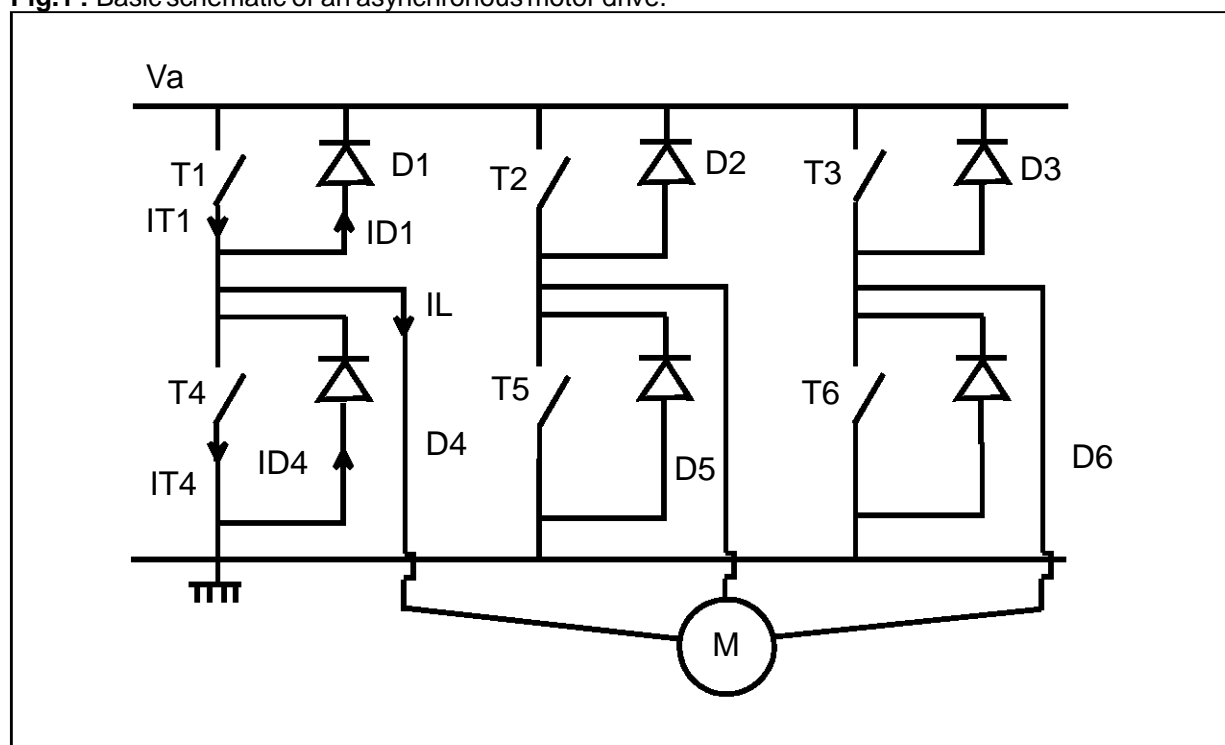 Fig.1 : Basic schematic of an asynchronous motor drive.
Va
T1
D1
T2
D2
T3
D3
IT1
ID1
IL
T4
T5
T6
D4
ID4
IT4
D5
D6
M